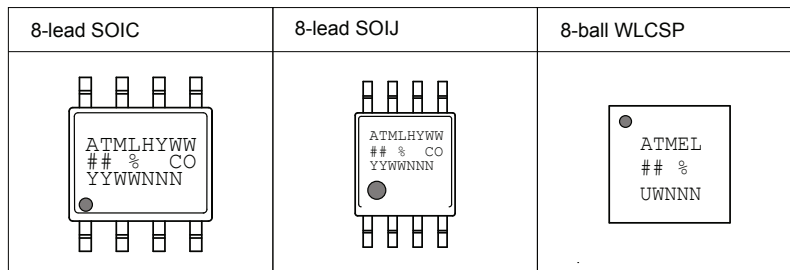 8-lead SOIC
8-lead SOIJ
8-ball WLCSP
ATMLHYWW
## % CO
YYWWNNN
ATMLHYWW
## % CO
YYWWNNN
ATMEL
## %
UWNNN